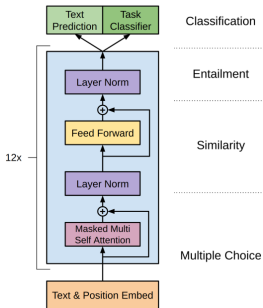 Text
Prediction
Task
Classifier
Classification
Layer Norm
Entailment
Feed Forward
12x
Similarity
Layer Norm
Masked Multi
Self Attention
Multiple Choice
Text & Position Embed